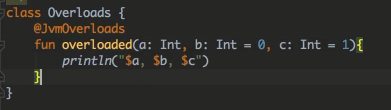 class Overloads {
@JvmOverloads
fun overloaded(a: Int, b: Int = 0, c: Int = 1){
println("$a, $b, $c")
}
}